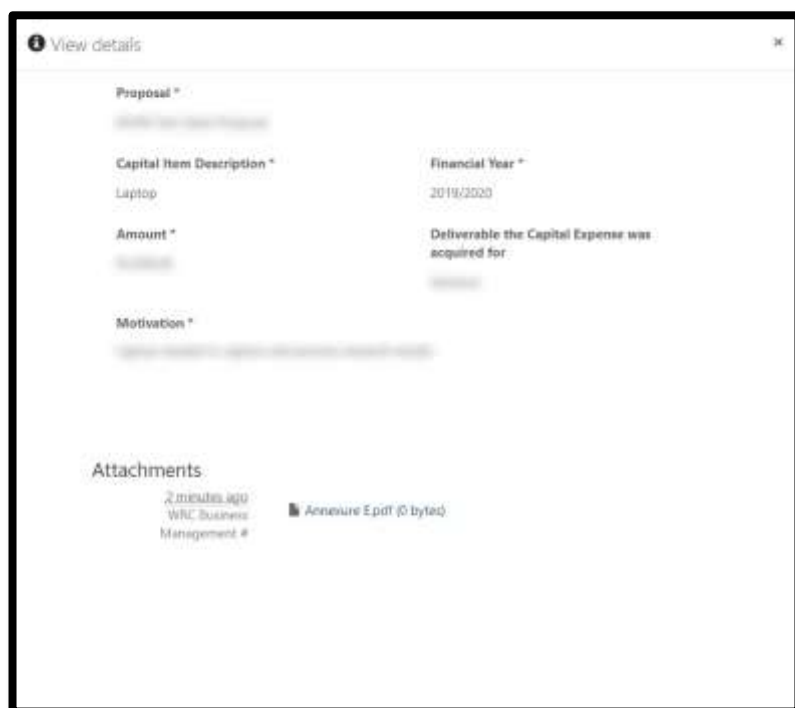 View details
×
Proposal *
Capital Item Description *
Financial Year *
Laptop
2019/2020
Amount *
Deliverable the Capital Expense was
acquired for
Motivation *
Attachments
2 minutes ago
WRC Business
Management #
Annexure E.pdf (0 bytes)